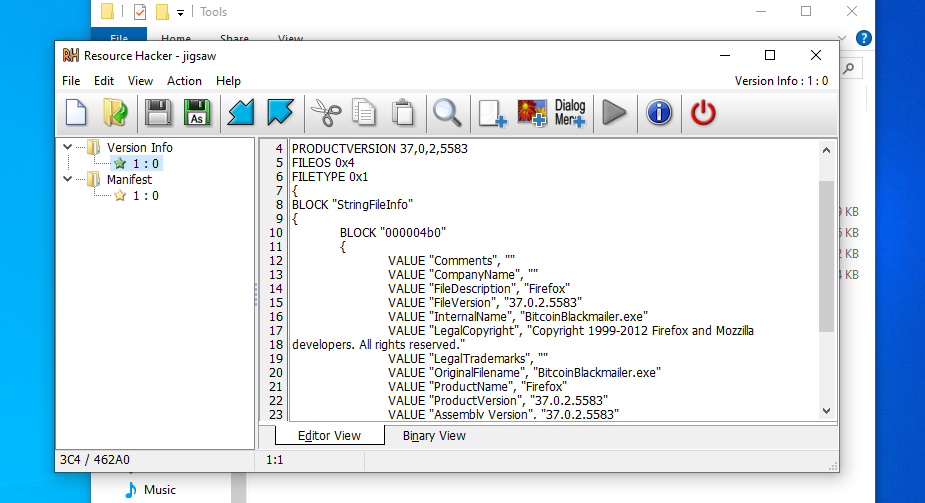 Tools
File Home Share View
Resource Hacker - jigsaw
File Edit View Action Help
Version Info : 1 : 0
As
Dialog
Menu
Version Info
1 : 0
Manifest
1 : 0
4 PRODUCTVERSION 37,0,2,5583
5 FILEOS 0x4
6 FILETYPE 0x1
7 {
8 BLOCK "StringFileInfo"
9 {
10 BLOCK "000004b0"
11 {
12 VALUE "Comments", ""
13 VALUE "CompanyName", ""
14 VALUE "FileDescription", "Firefox"
15 VALUE "FileVersion", "37.0.2.5583"
16 VALUE "InternalName", "BitcoinBlackmailer.exe"
17 VALUE "LegalCopyright", "Copyright 1999-2012 Firefox and Mozzilla
18 developers. All rights reserved."
19 VALUE "LegalTrademarks", ""
20 VALUE "OriginalFilename", "BitcoinBlackmailer.exe"
21 VALUE "ProductName", "Firefox"
22 VALUE "ProductVersion", "37.0.2.5583"
23 VALUE "Assembly Version", "37.0.2.5583"
KB
KB
KB
KB
Editor View Binary View
3C4 / 462A0 1:1
Music